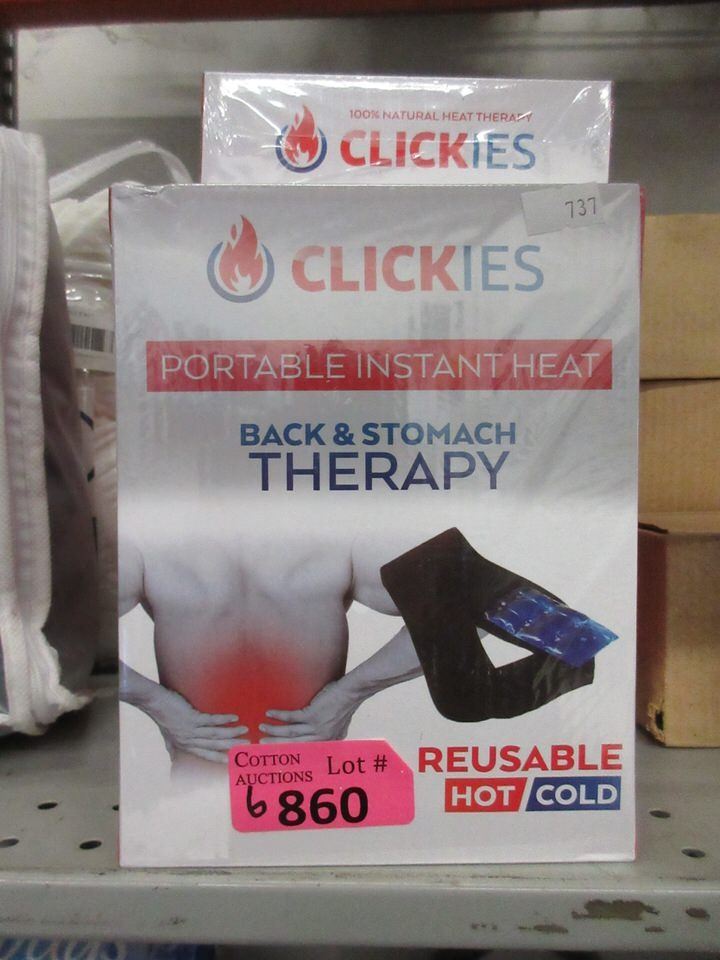 100% NATURAL HEAT THERAPY
CLICKIES
737
CLICKIES
PORTABLE INSTANT HEAT
BACK & STOMACH
THERAPY
COTTON
AUCTIONS Lot #
6 860
REUSABLE
HOT/COLD